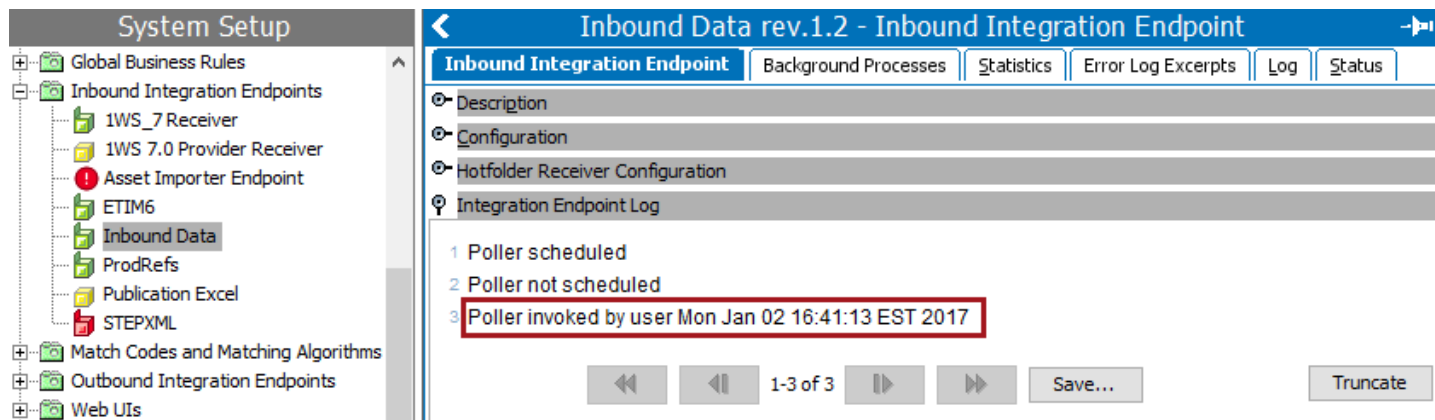 System Setup
Global Business Rules
Inbound Integration Endpoints
1WS_7 Receiver
1WS 7.0 Provider Receiver
Asset Importer Endpoint
ETIM6
Inbound Data
ProdRefs
Publication Excel
STEPXML
Match Codes and Matching Algorithms
Outbound Integration Endpoints
Web UIs
Inbound Data rev.1.2 - Inbound Integration Endpoint
Inbound Integration Endpoint Background Processes Statistics Error Log Excerpts Log Status
Description
Configuration
Hotfolder Receiver Configuration
Integration Endpoint Log
1 Poller scheduled
2 Poller not scheduled
3 Poller invoked by user Mon Jan 02 16:41:13 EST 2017
1-3 of 3 Save... Truncate